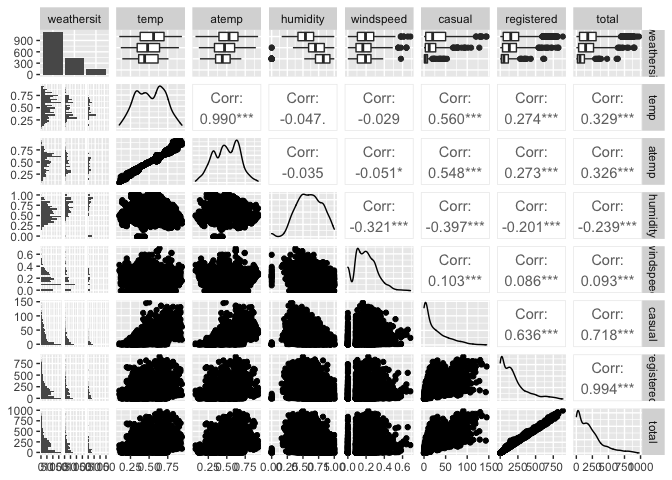 weathersit temp atemp humidity windspeed casual registered total
900
600
300
0
weathersi
0.75
0.50
0.25
Corr: Corr: Corr: Corr: Corr: Corr:
0.990*** -0.047. -0.029 0.560*** 0.274*** 0.329***
temp
0.75
0.50
0.25
Corr: Corr: Corr: Corr: Corr:
-0.035 -0.051* 0.548*** 0.273*** 0.326***
atemp
1.00
0.75
0.50
0.25
0.00
Corr: Corr: Corr: Corr:
-0.321*** -0.397*** -0.201*** -0.239***
humidity
0.6
0.4
0.2
0.0
Corr: Corr: Corr:
0.103*** 0.086*** 0.093***
vindspee
150
100
50
0
Corr: Corr:
0.636*** 0.718***
casual
750
500
250
0
Corr:
0.994***
registered
1000
750
500
250
0
total
0.25 0.50 0.75 0.25 0.50 0.75 0.00 0.25 0.50 0.75 1.00 0.0 0.2 0.4 0.6 0 50 100 150 0 250 500 750 0 250 500 750 1000